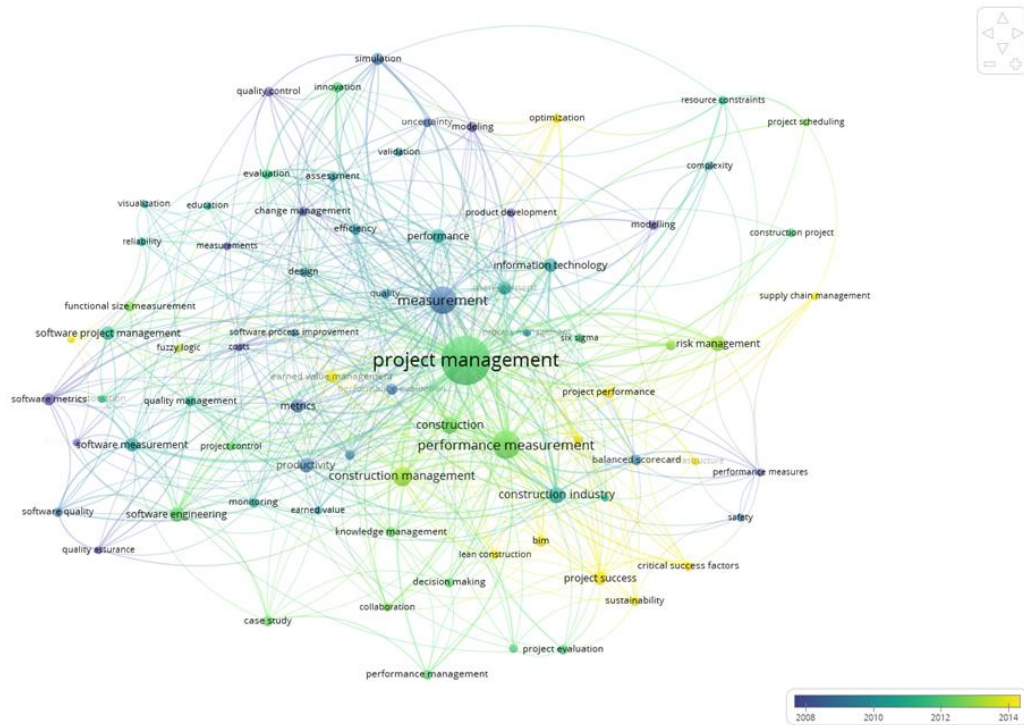 simulation
quality control
innovation
resource constraints
uncertainty
modeling
optimization
project scheduling
validation
complexity
evaluation
assessment
visualization
education
change management
product development
modelling
efficiency
performance
construction project
reliability
measurements
information technology
design
quality
measurement
supply chain management
functional size measurement
software project management
software process improvement
six sigma
fuzzy logic
costs
risk management
project management
earned value management
project performance
software metrics
quality management
metrics
construction
software measurement
project control
performance measurement
productivity
balanced scorecard
performance measures
construction management
construction industry
monitoring
earned value
software quality
software engineering
safety
knowledge management
quality assurance
bim
lean construction
critical success factors
decision making
project success
sustainability
collaboration
case study
project evaluation
performance management
2008 2010 2012 2014